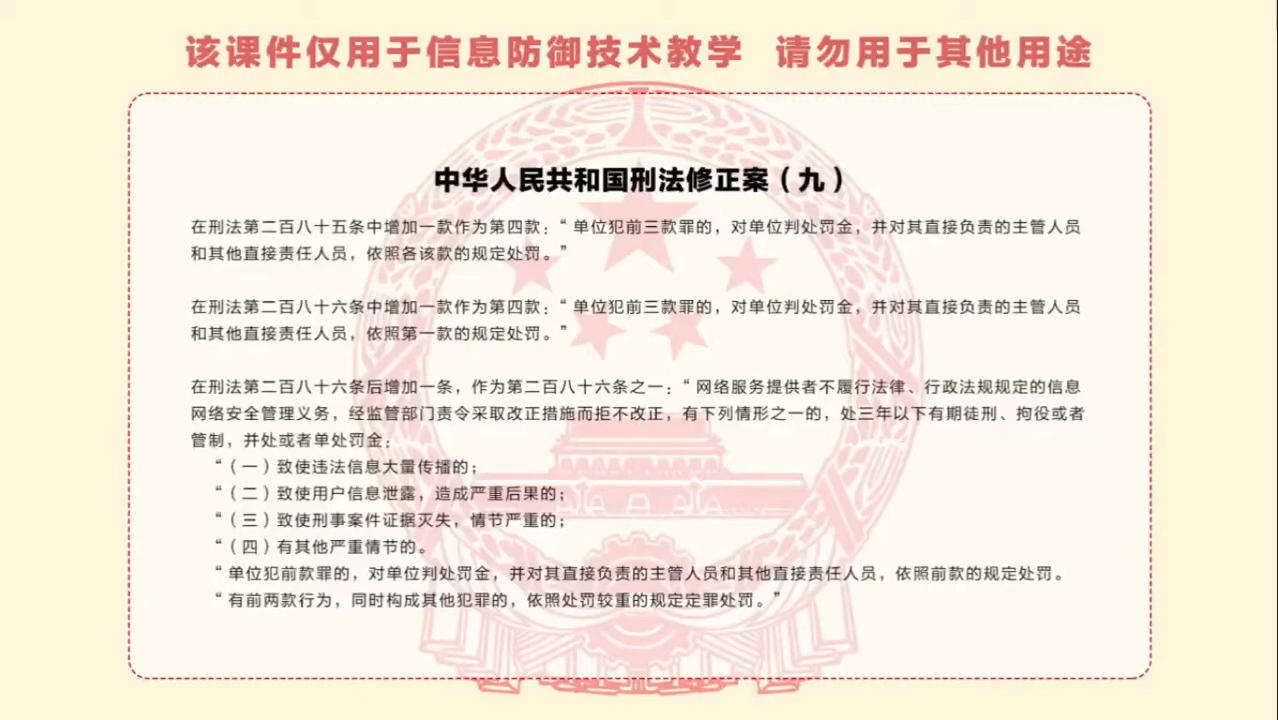 该课件仅用于信息防御技术教学 请勿用于其他用途
中华人民共和国刑法修正案（九）
在刑法第二百八十五条中增加一款作为第四款：“ 单位犯前三款罪的，对单位判处罚金，并对其直接负责的主管人员
和其他直接责任人员，依照各该款的规定处罚。”
在刑法第二百八十六条中增加一款作为第四款：“ 单位犯前三款罪的，对单位判处罚金，并对其直接负责的主管人员
和其他直接责任人员，依照第一款的规定处罚。”
在刑法第二百八十六条后增加一条，作为第二百八十六条之一：“ 网络服务提供者不履行法律、行政法规规定的信息
网络安全管理义务，经监管部门责令采取改正措施而拒不改正，有下列情形之一的，处三年以下有期徒刑、拘役或者
管制，并处或者单处罚金：
“（一）致使违法信息大量传播的；
“（二）致使用户信息泄露，造成严重后果的；
“（三）致使刑事案件证据灭失，情节严重的；
“（四）有其他严重情节的。
“ 单位犯前款罪的，对单位判处罚金，并对其直接负责的主管人员和其他直接责任人员，依照前款的规定处罚。
“ 有前两款行为，同时构成其他犯罪的，依照处罚较重的规定定罪处罚。”